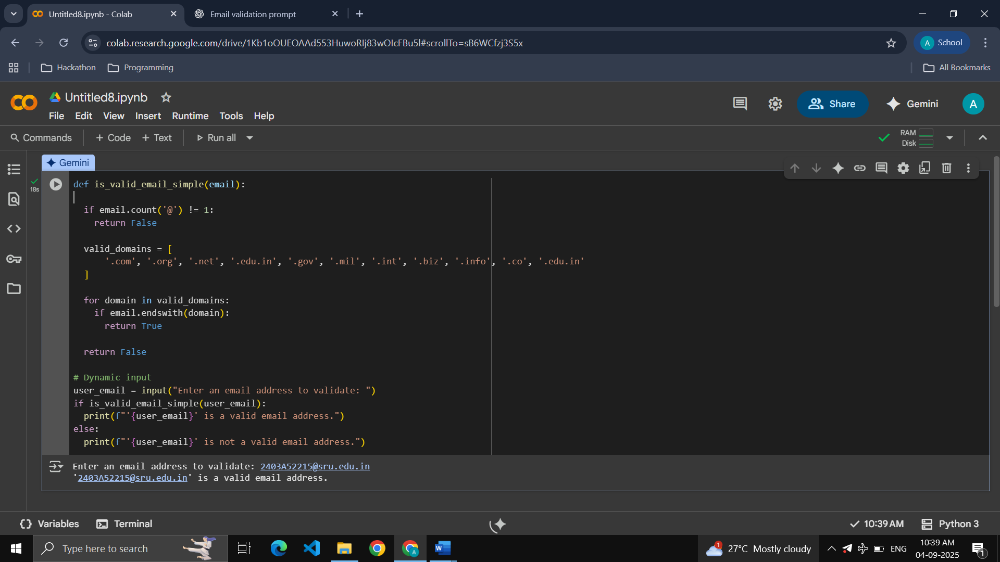 Untitled8.ipynb - Colab
Email validation prompt
colab.research.google.com/drive/1Kb1oOUEOAAd553HuwoRIj83wOIcFBu5l#scrollTo=sB6WCfzj3S5x
A School
Hackathon
Programming
All Bookmarks
Untitled8.ipynb
File Edit View Insert Runtime Tools Help
Share
Gemini
A
Commands + Code + Text Run all
RAM
Disk
Gemini
18s
def is_valid_email_simple(email):
if email.count('@') != 1:
return False
valid_domains = [
'.com', '.org', '.net', '.edu.in', '.gov', '.mil', '.int', '.biz', '.info', '.co', '.edu.in'
]
for domain in valid_domains:
if email.endswith(domain):
return True
return False
# Dynamic input
user_email = input("Enter an email address to validate: ")
if is_valid_email_simple(user_email):
print(f"'{user_email}' is a valid email address.")
else:
print(f"'{user_email}' is not a valid email address.")
Enter an email address to validate: 2403A52215@sru.edu.in
'2403A52215@sru.edu.in' is a valid email address.
Variables Terminal
10:39 AM Python 3
Type here to search
A
W
1
27°C Mostly cloudy
ENG
10:39 AM
04-09-2025
1